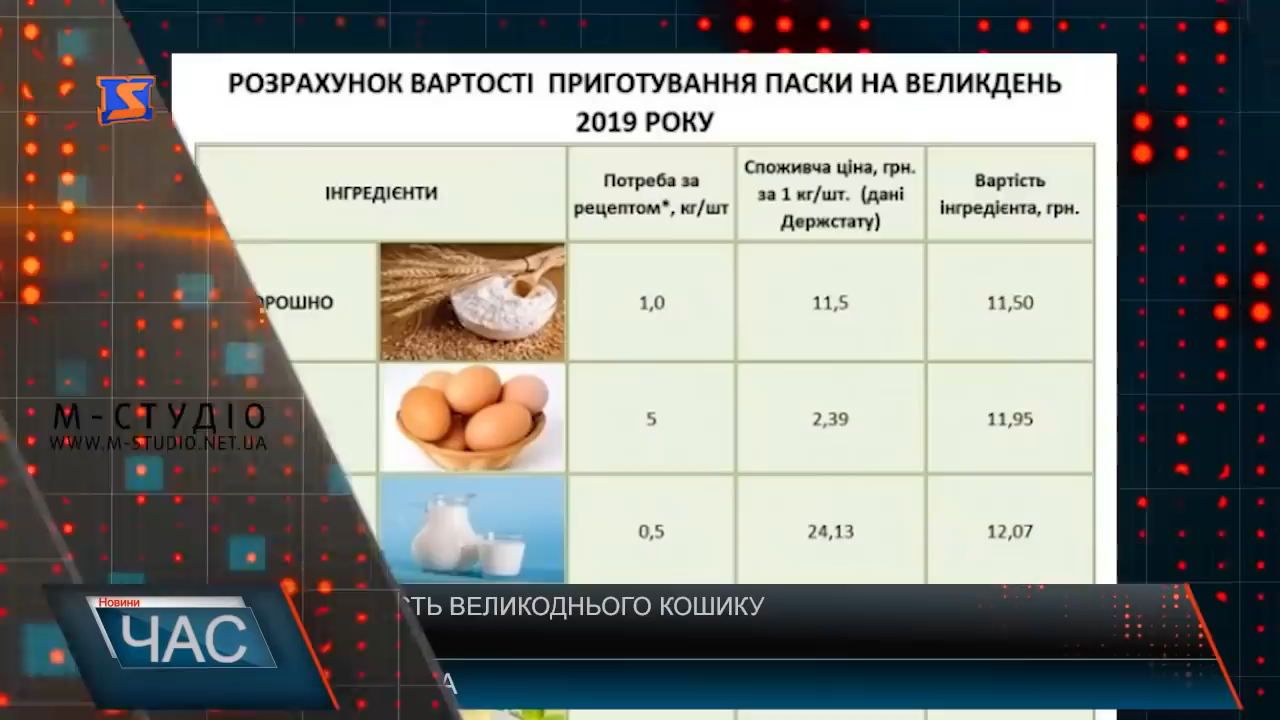 РОЗРАХУНОК ВАРТОСТІ ПРИГОТУВАННЯ ПАСКИ НА ВЕЛИКДЕНЬ
2019 РОКУ
ІНГРЕДІЄНТИ
Потреба за
рецептом*, кг/шт
Споживча ціна, грн.
за 1 кг/шт. (дані
Держстату)
Вартість
інгредієнта, грн.
ОРОШНО
1,0
11,5
11,50
5
2,39
11,95
0,5
24,13
12,07
М-СТУДІО
WWW.M-STUDIO.NET.UA
СТЬ ВЕЛИКОДНЬОГО КОШИКУ
Новини
ЧАС
А